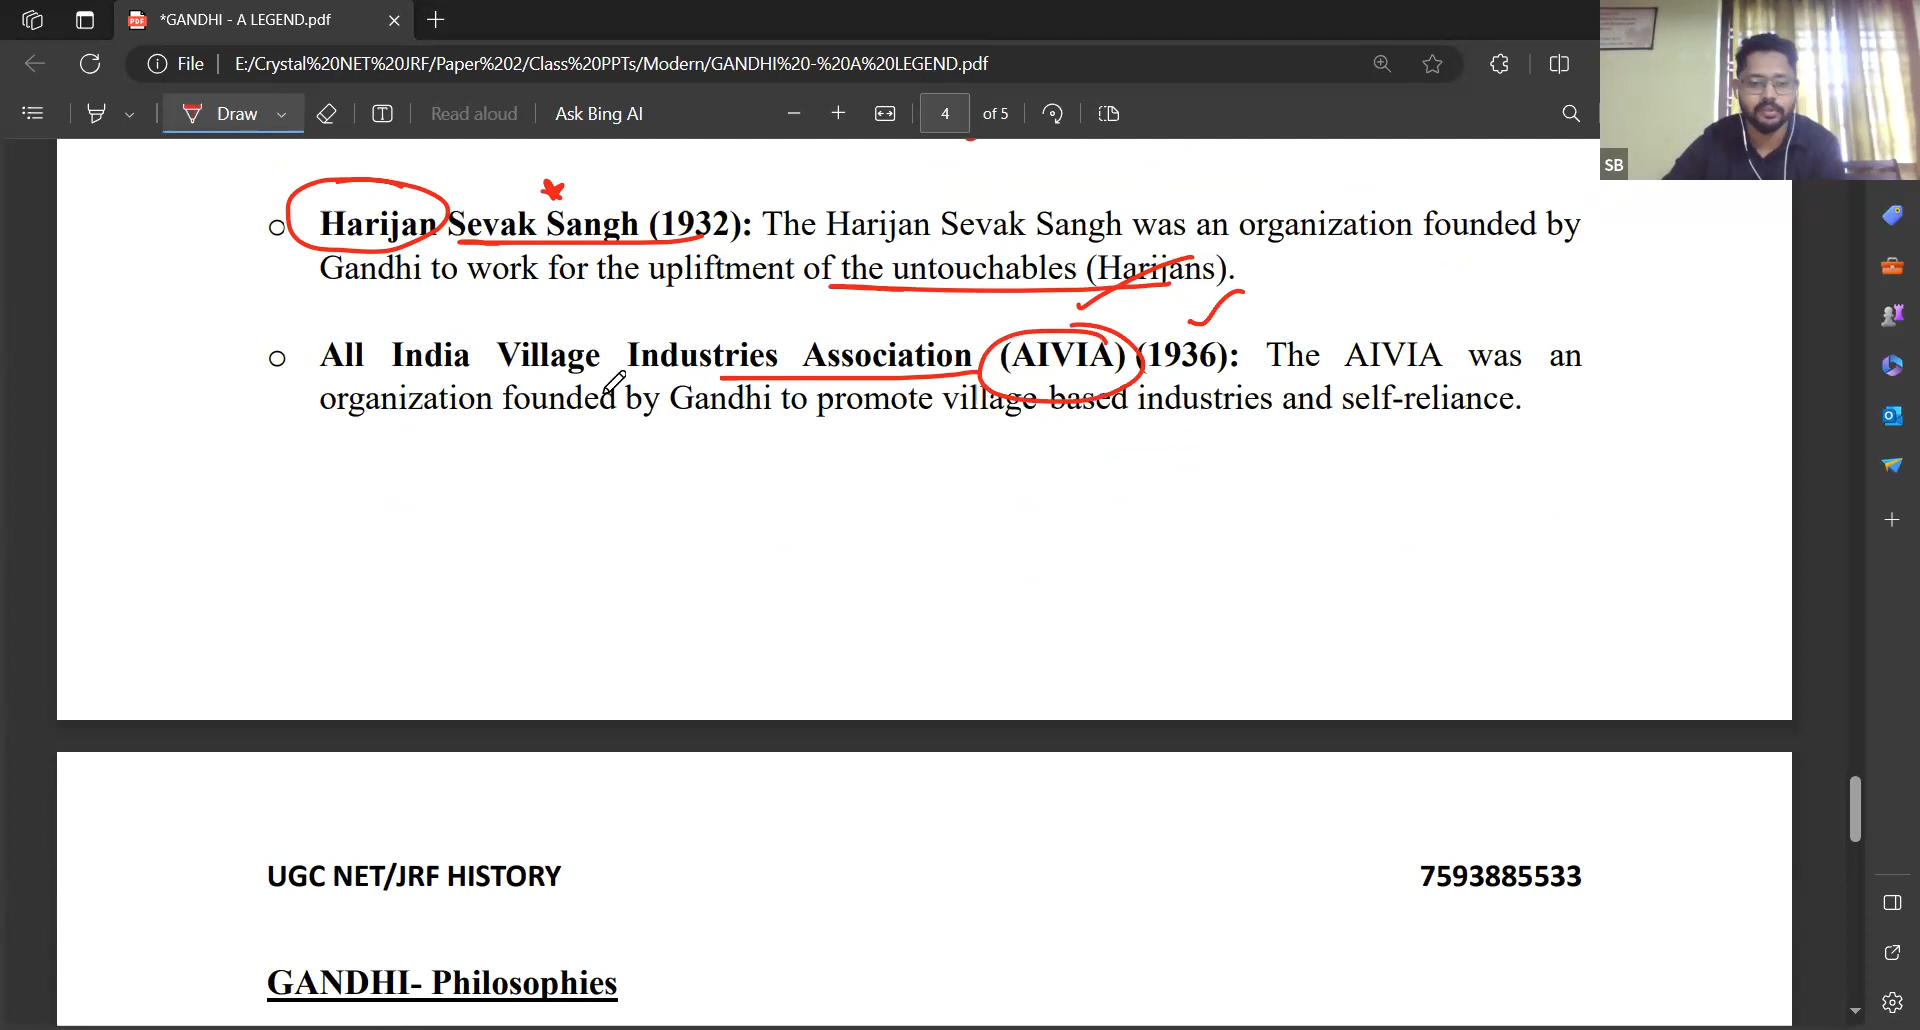 *GANDHI - A LEGEND.pdf
File E:/Crystal%20NET%20JRF/Paper%202/Class%20PPTs/Modern/GANDHI%20-%20A%20LEGEND.pdf
Draw Read aloud Ask Bing AI 4 of 5
SB
Harijan Sevak Sangh (1932): The Harijan Sevak Sangh was an organization founded by
Gandhi to work for the upliftment of the untouchables (Harijans).
All India Village Industries Association (AIVIA) (1936): The AIVIA was an
organization founded by Gandhi to promote village-based industries and self-reliance.
UGC NET/JRF HISTORY 7593885533
GANDHI- Philosophies